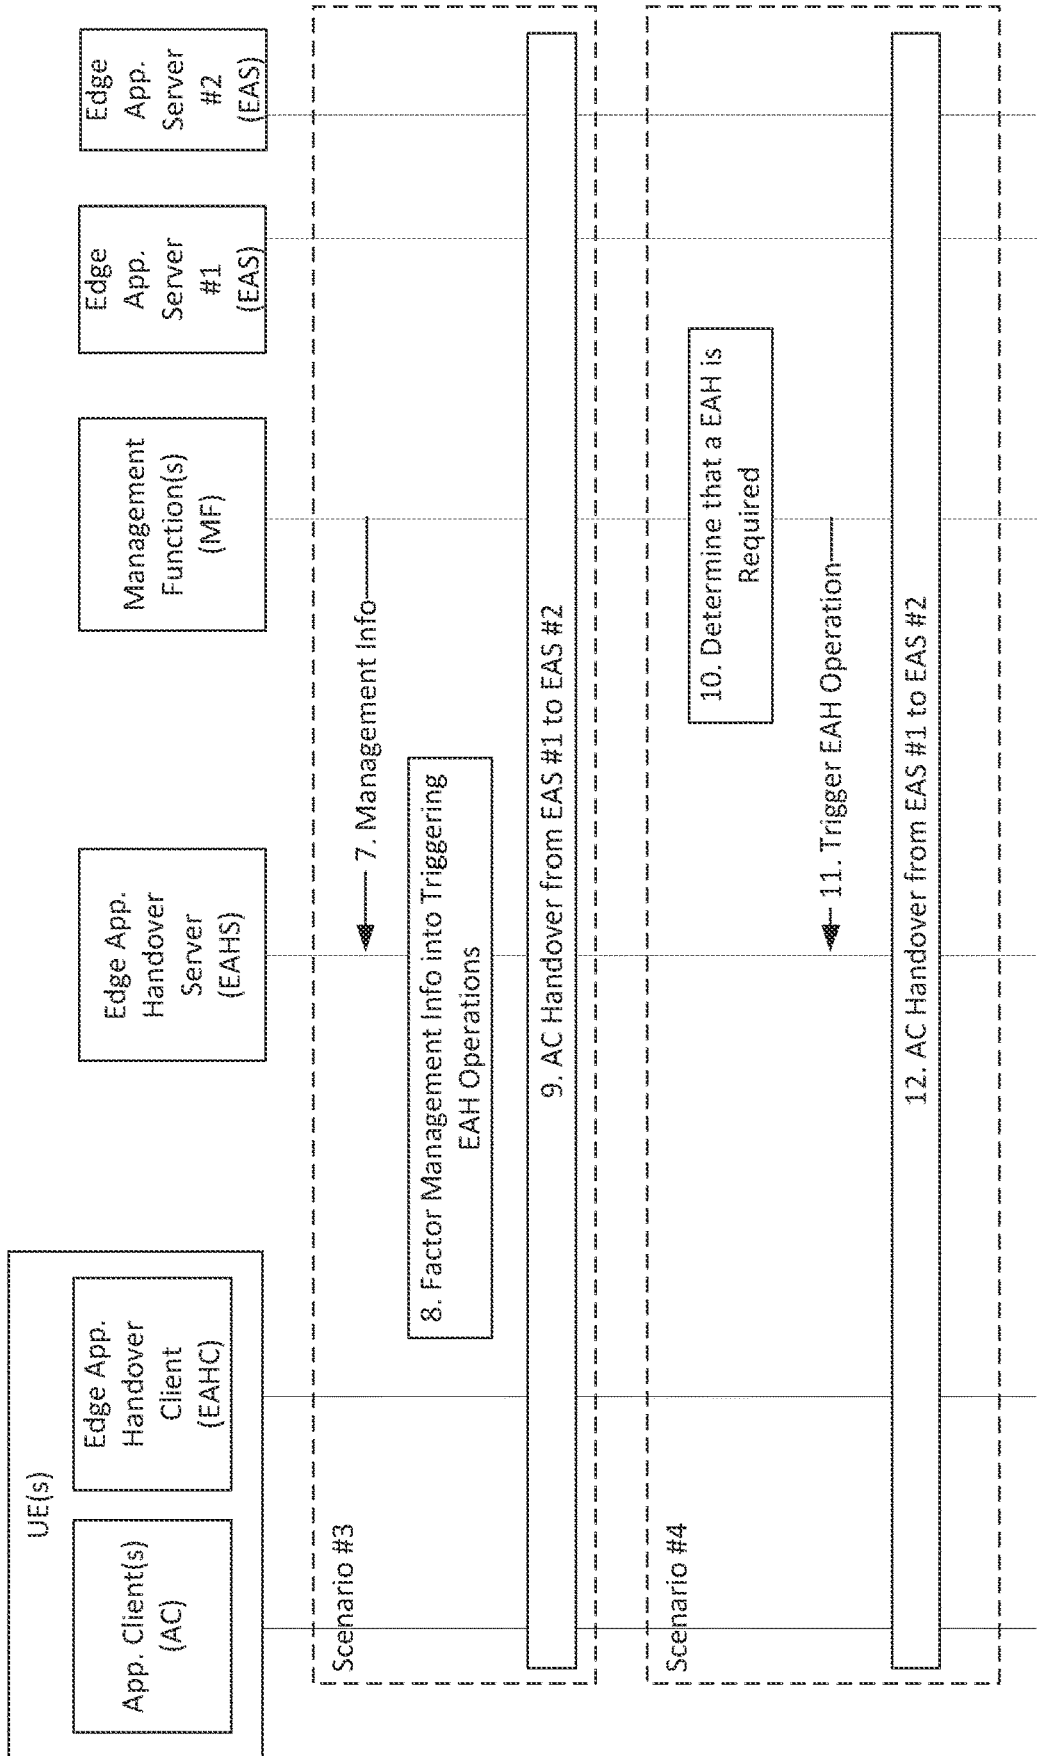 UE(s)
App. Client(s)
(AC)
Edge App.
Handover
Client
(EAHC)
Edge App.
Handover
Server
(EAHS)
Management
Function(s)
(MF)
Edge
App.
Server
#1
(EAS)
Edge
App.
Server
#2
(EAS)
Scenario #3
7. Management Info
8. Factor Management Info into Triggering
EAH Operations
9. AC Handover from EAS #1 to EAS #2
Scenario #4
10. Determine that a EAH is
Required
11. Trigger EAH Operation
12. AC Handover from EAS #1 to EAS #2